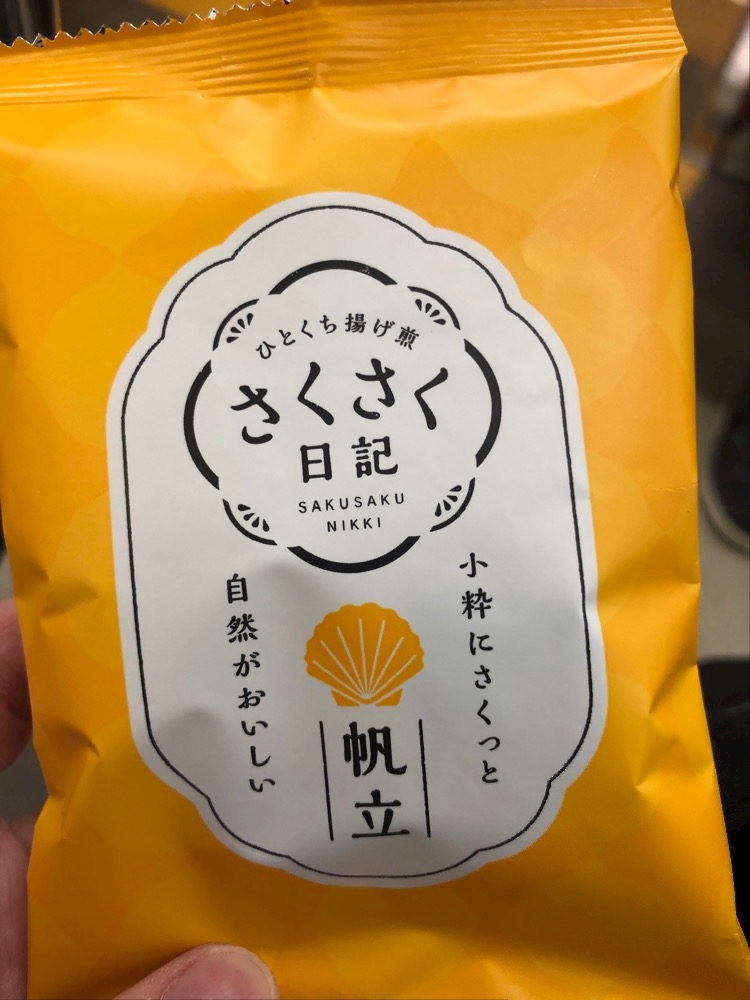 ひとくち揚げ煎
さくさく
日記
SAKUSAKU
NIKKI
小粋にさくっと
自然がおいしい
帆立